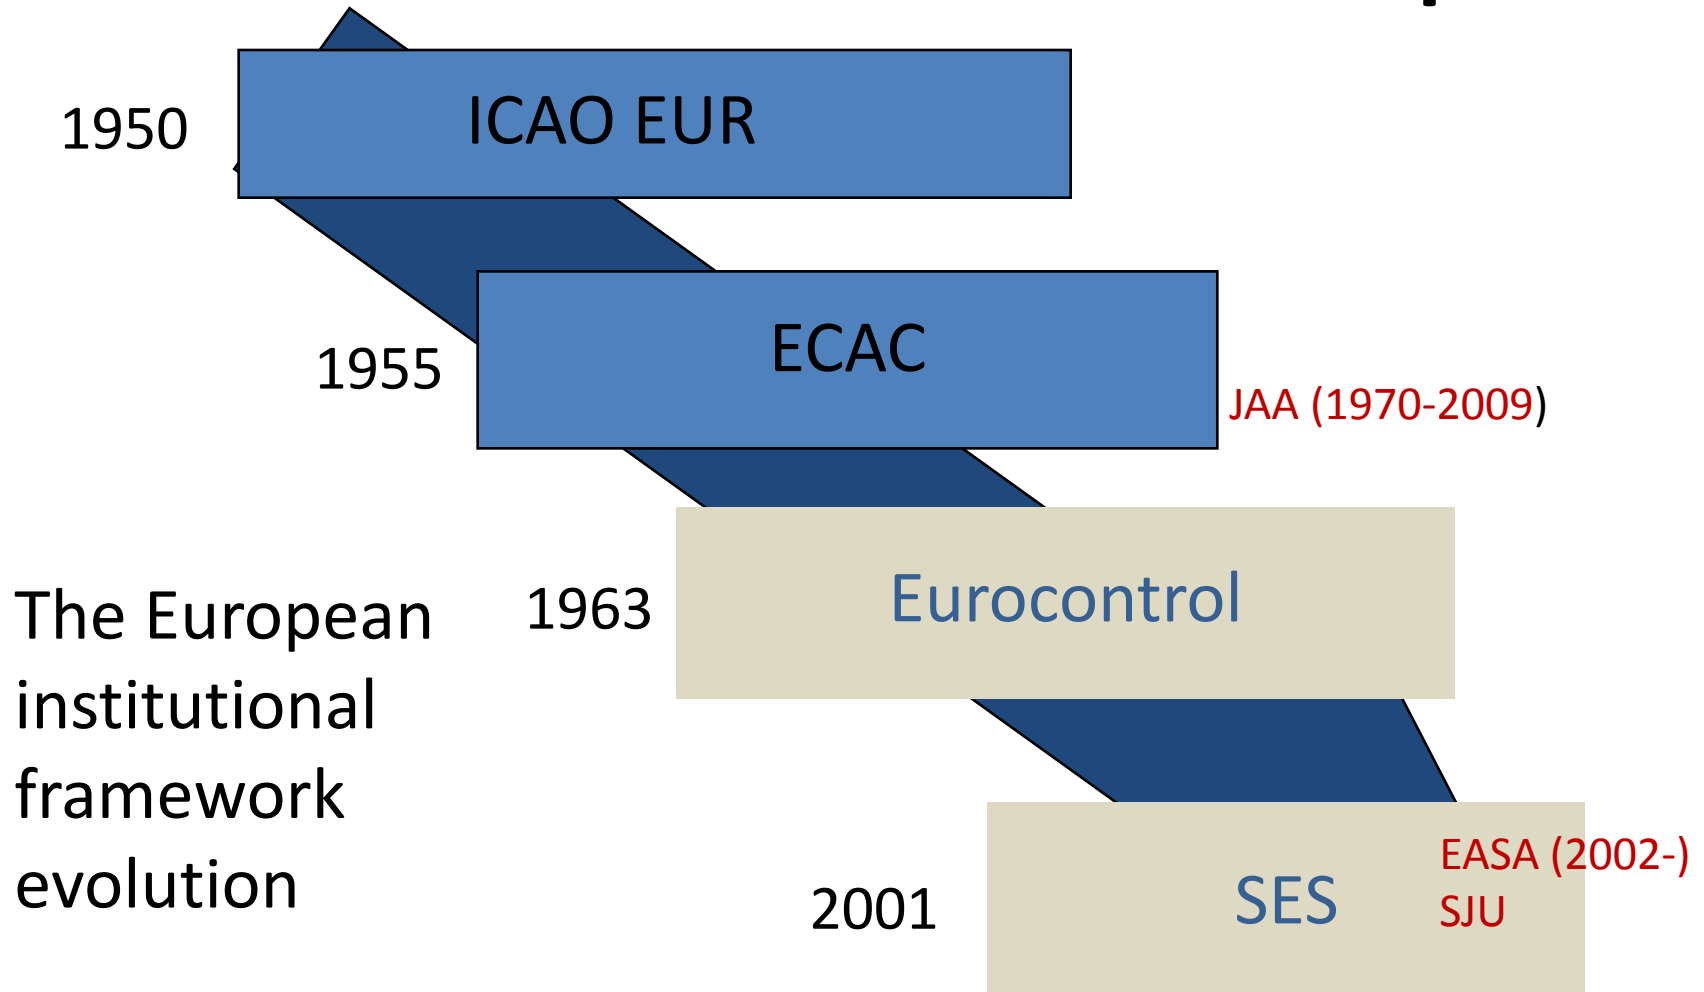 1950
ICAO EUR
1955
ECAC
JAA (1970-2009)
The European
institutional
framework
evolution
1963
Eurocontrol
2001
SES
EASA (2002-)
SJU